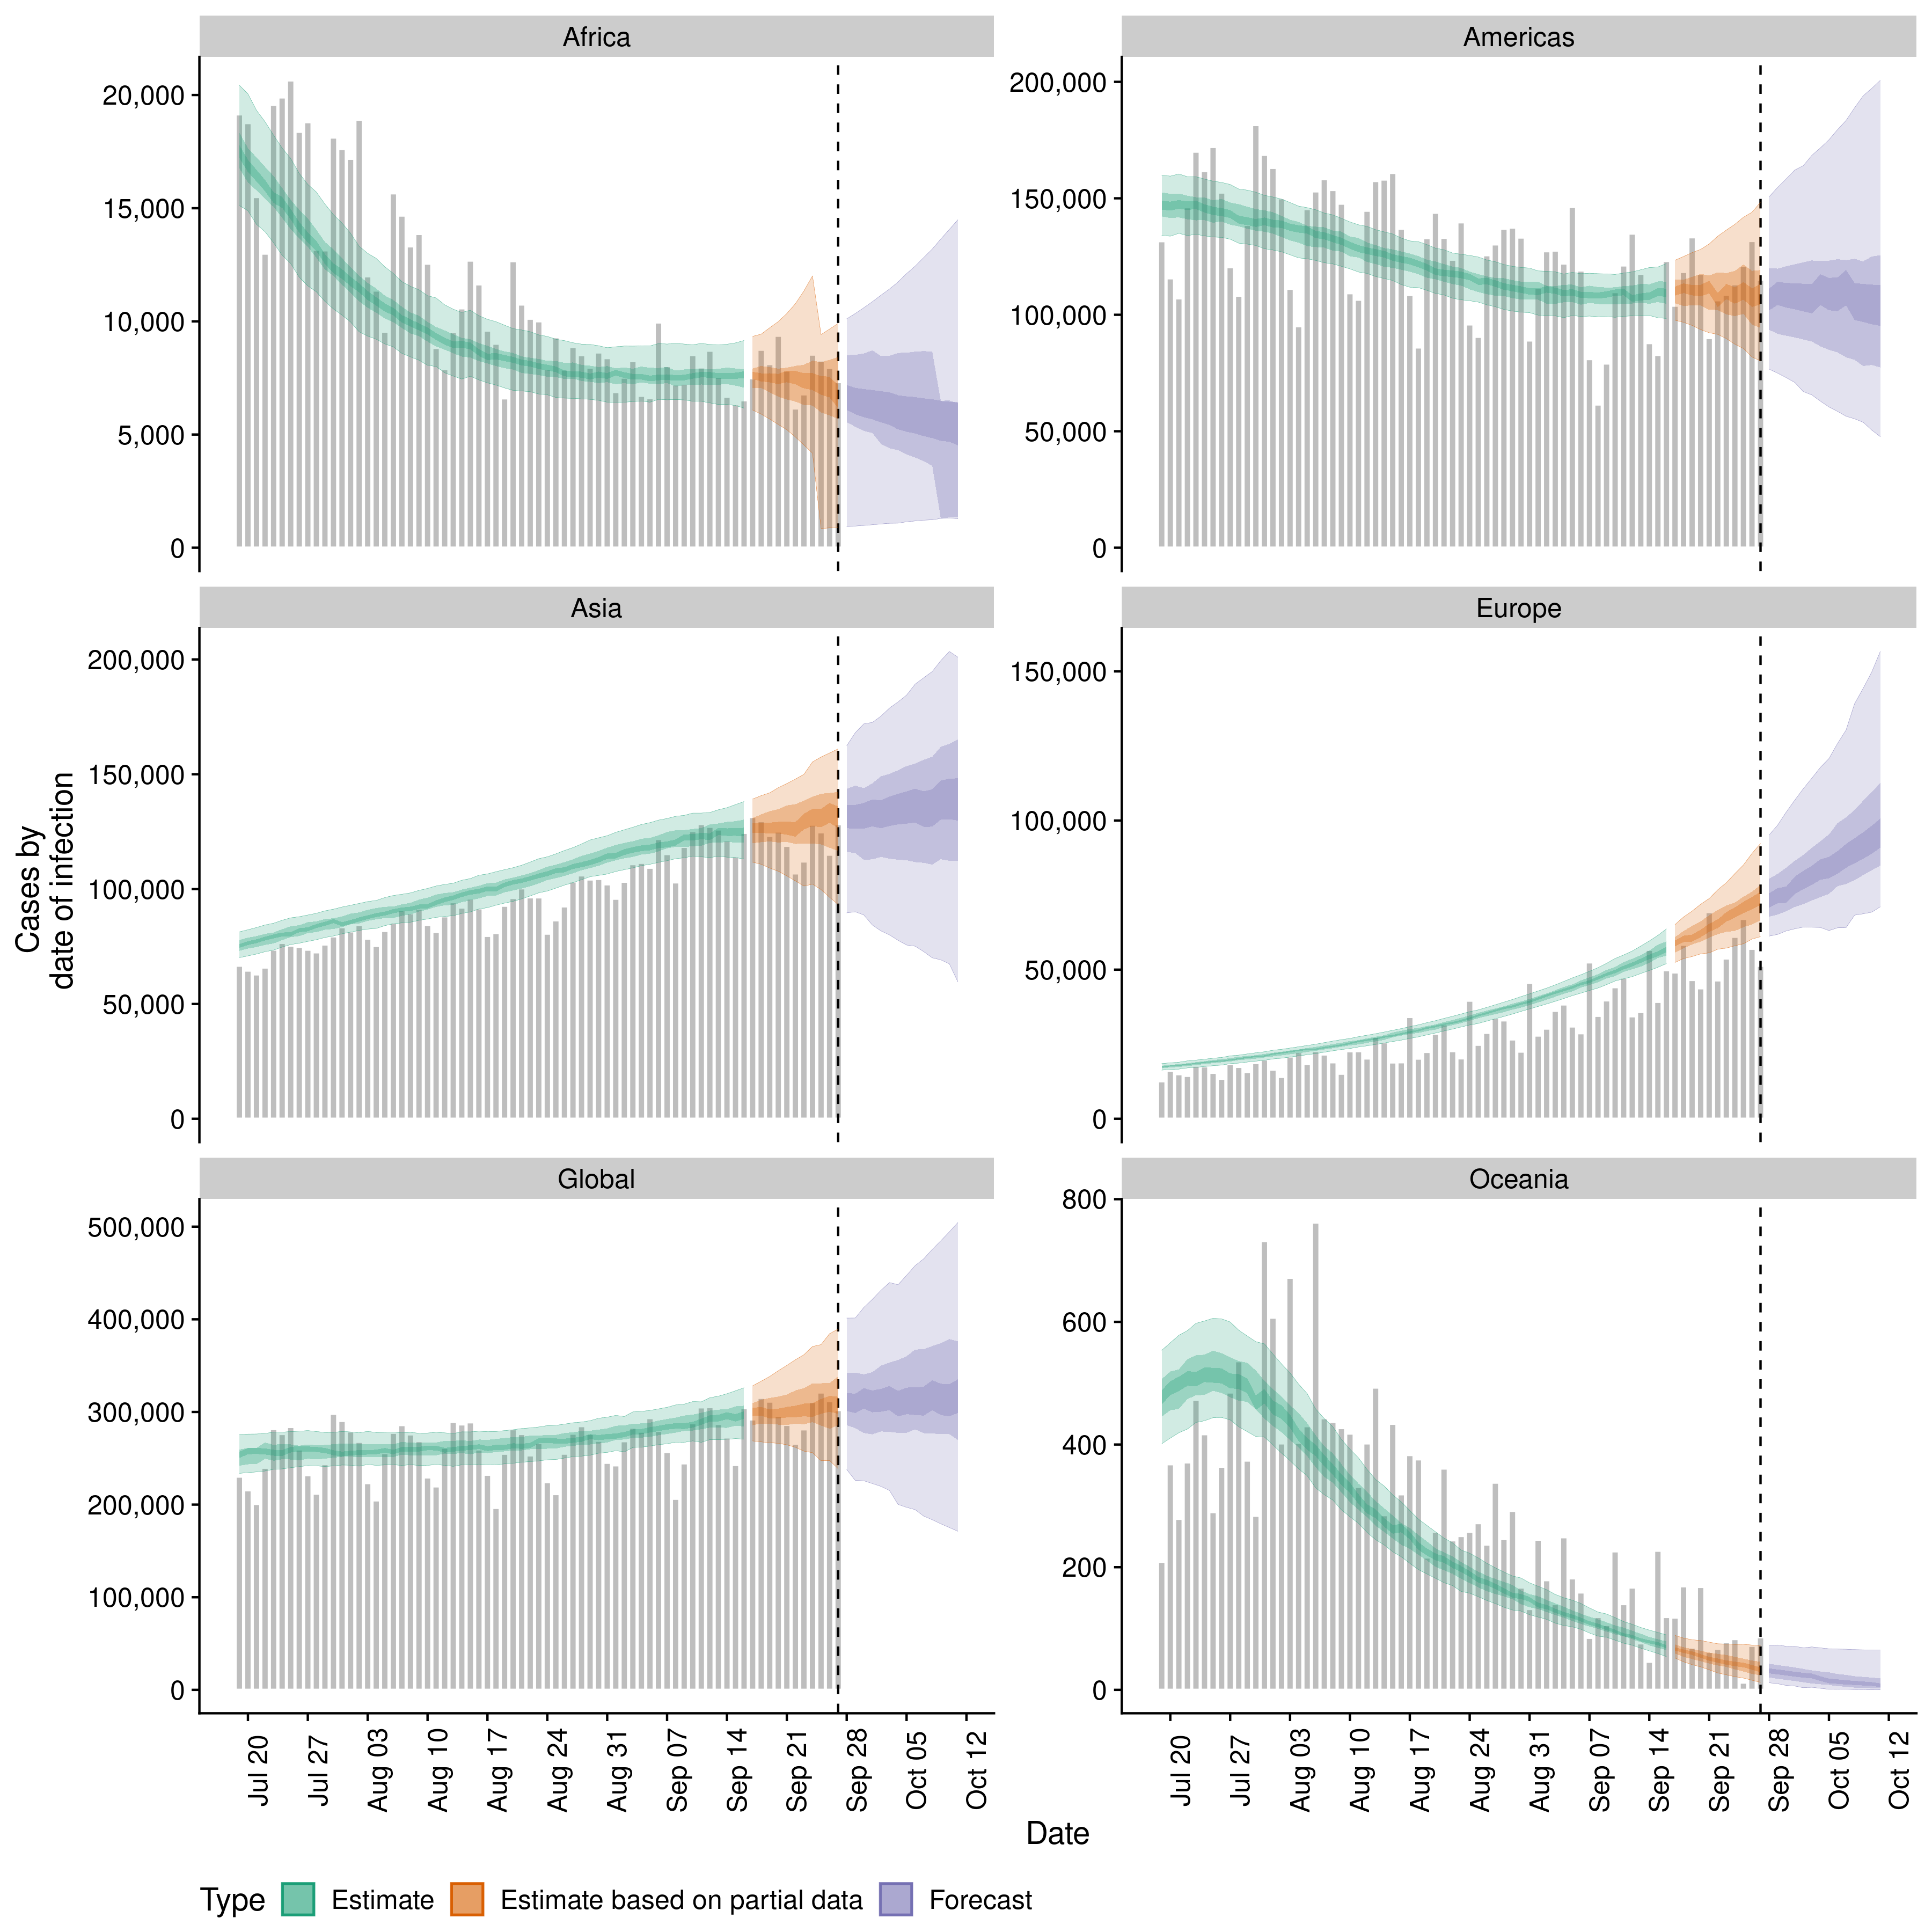 Africa
Americas
20,000
15,000
10,000
5,000
0
200,000
150,000
100,000
50,000
0
Asia
Europe
Cases by
date of infection
200,000
150,000
100,000
50,000
0
150,000
100,000
50,000
0
Global
Oceania
500,000
400,000
300,000
200,000
100,000
0
800
600
400
200
0
Jul 20
Jul 27
Aug 03
Aug 10
Aug 17
Aug 24
Aug 31
Sep 07
Sep 14
Sep 21
Sep 28
Oct 05
Oct 12
Jul 20
Jul 27
Aug 03
Aug 10
Aug 17
Aug 24
Aug 31
Sep 07
Sep 14
Sep 21
Sep 28
Oct 05
Oct 12
Date
Type Estimate Estimate based on partial data Forecast